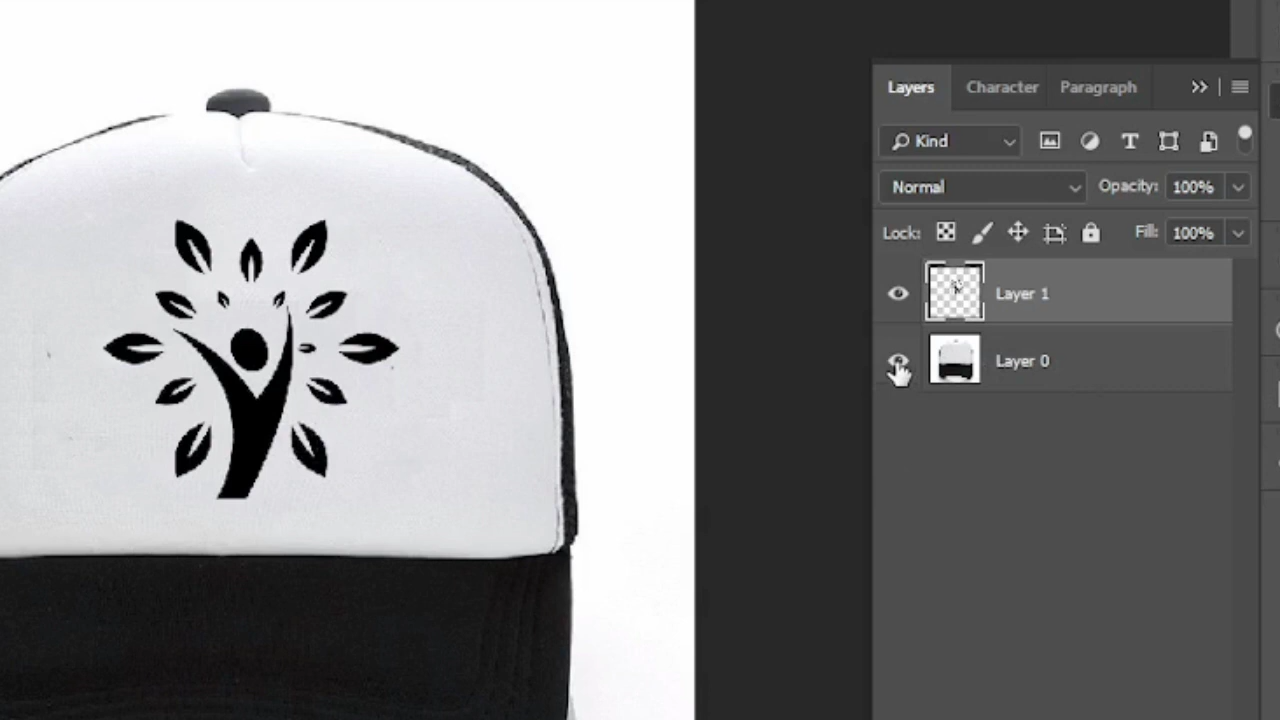 Layers Character Paragraph
Kind
Normal Opacity: 100%
Lock: Fill: 100%
Layer 1
Layer 0